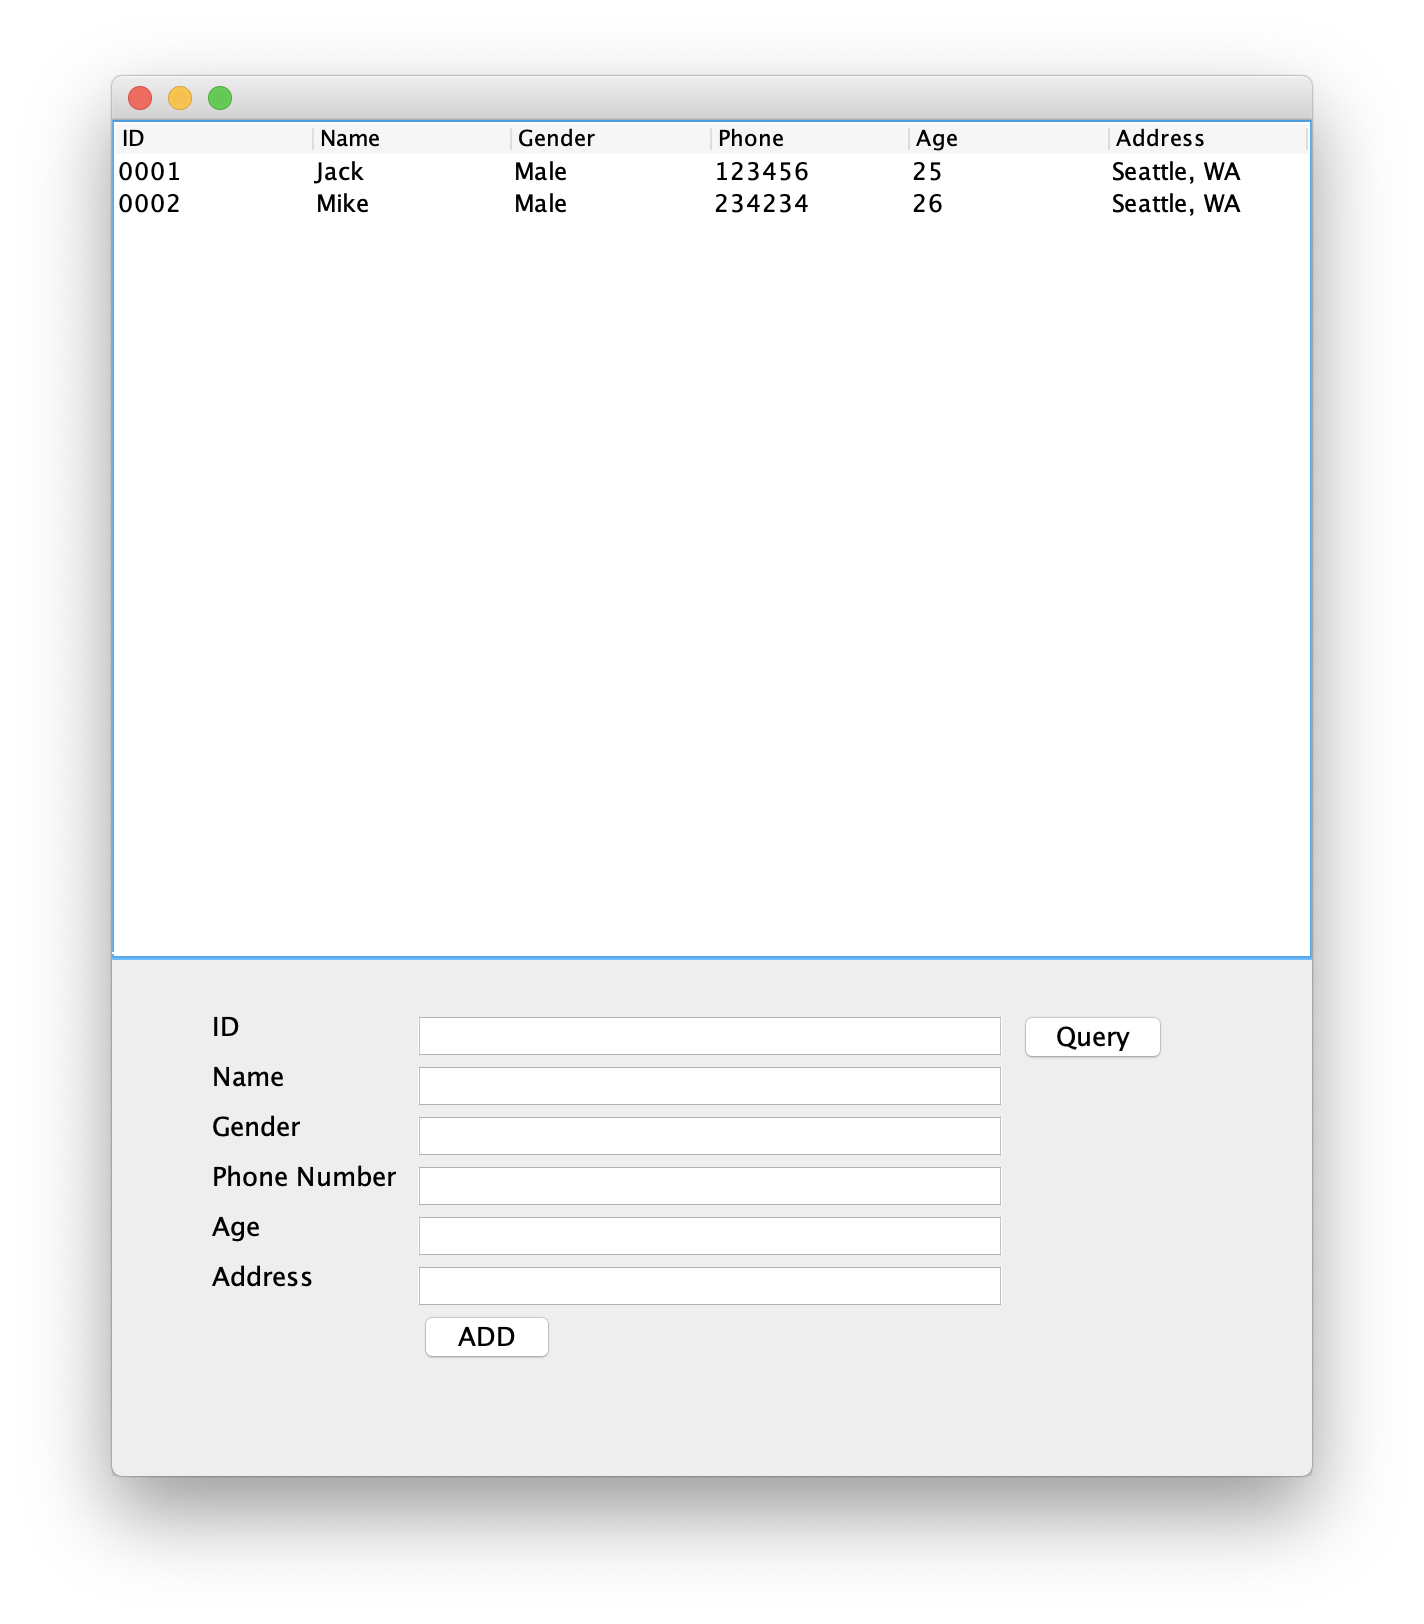 ID Name Gender Phone Age Address
0001 Jack Male 123456 25 Seattle, WA
0002 Mike Male 234234 26 Seattle, WA
ID Query
Name
Gender
Phone Number
Age
Address
ADD